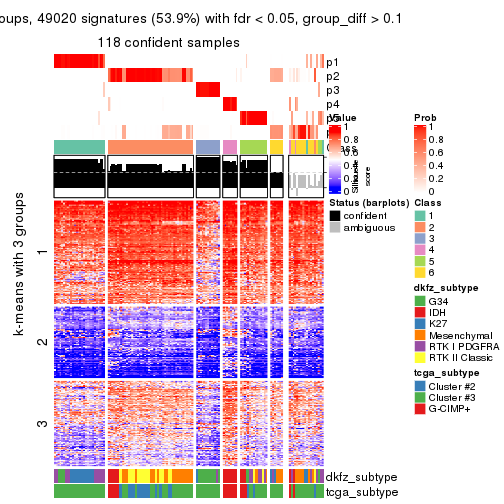 oups, 49020 signatures (53.9%) with fdr < 0.05, group_diff > 0.1
118 confident samples
p1
p2
p3
p4
k-means with 3 groups
1
2
3
dkfz_subtype
tcga_subtype
Value
1
0.8
0.6
0.4
0.2
0
Silhouette
score
Status (barplots)
confident
ambiguous
Prob
1
0.8
0.6
0.4
0.2
0
Class
1
2
3
4
5
6
dkfz_subtype
G34
IDH
K27
Mesenchymal
RTK I PDGFRA
RTK II Classic
tcga_subtype
Cluster #2
Cluster #3
G-CIMP+